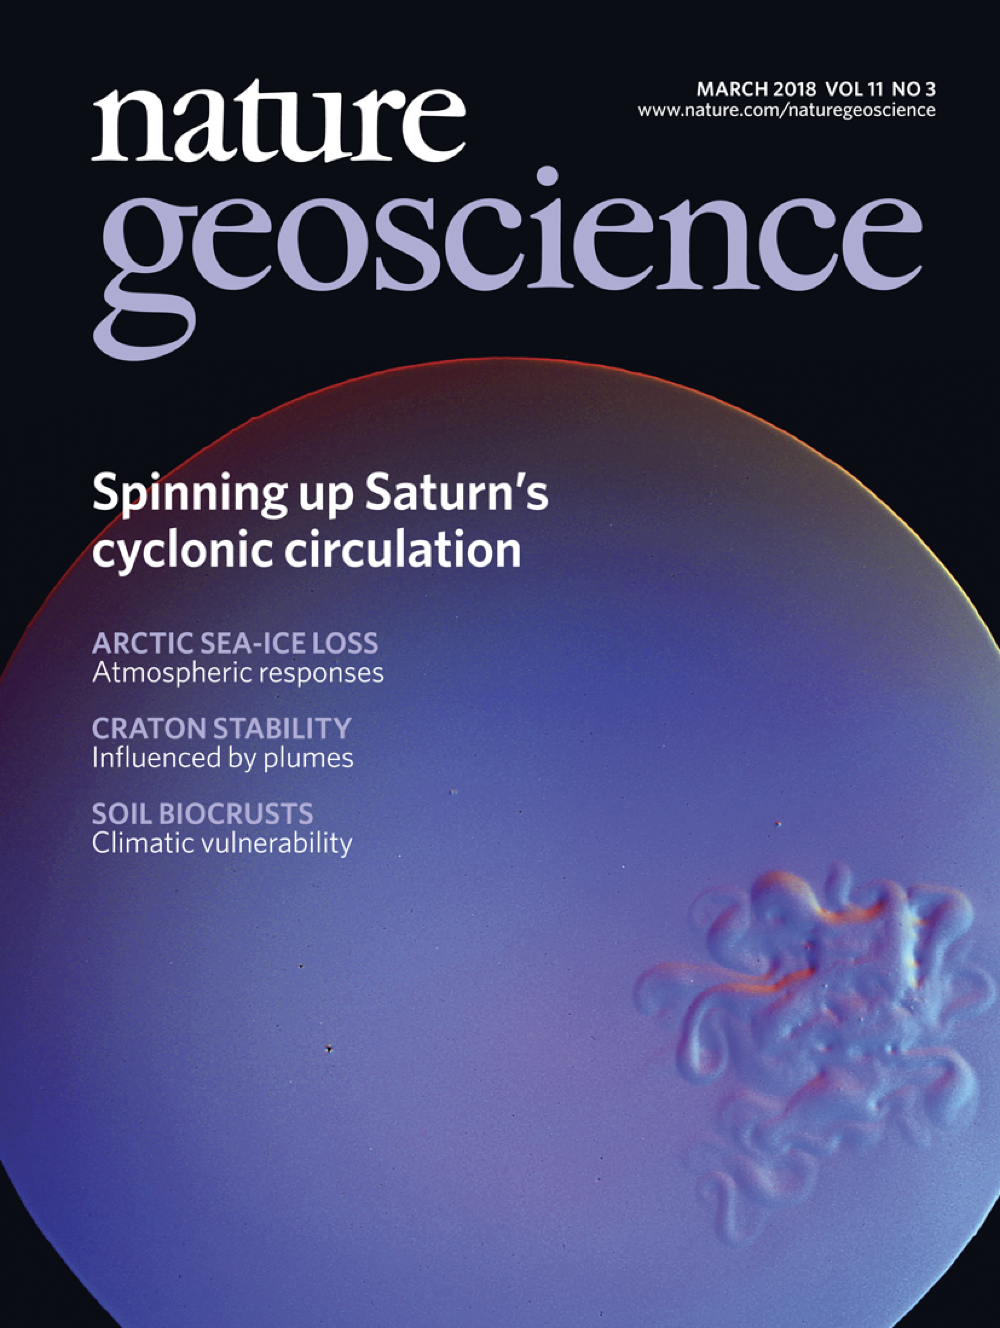 nature
MARCH 2018 VOL 11 NO 3
www.nature.com/naturegeoscience
geoscience
Spinning up Saturn's
cyclonic circulation
ARCTIC SEA-ICE LOSS
Atmospheric responses
CRATON STABILITY
Influenced by plumes
SOIL BIOCRUSTS
Climatic vulnerability